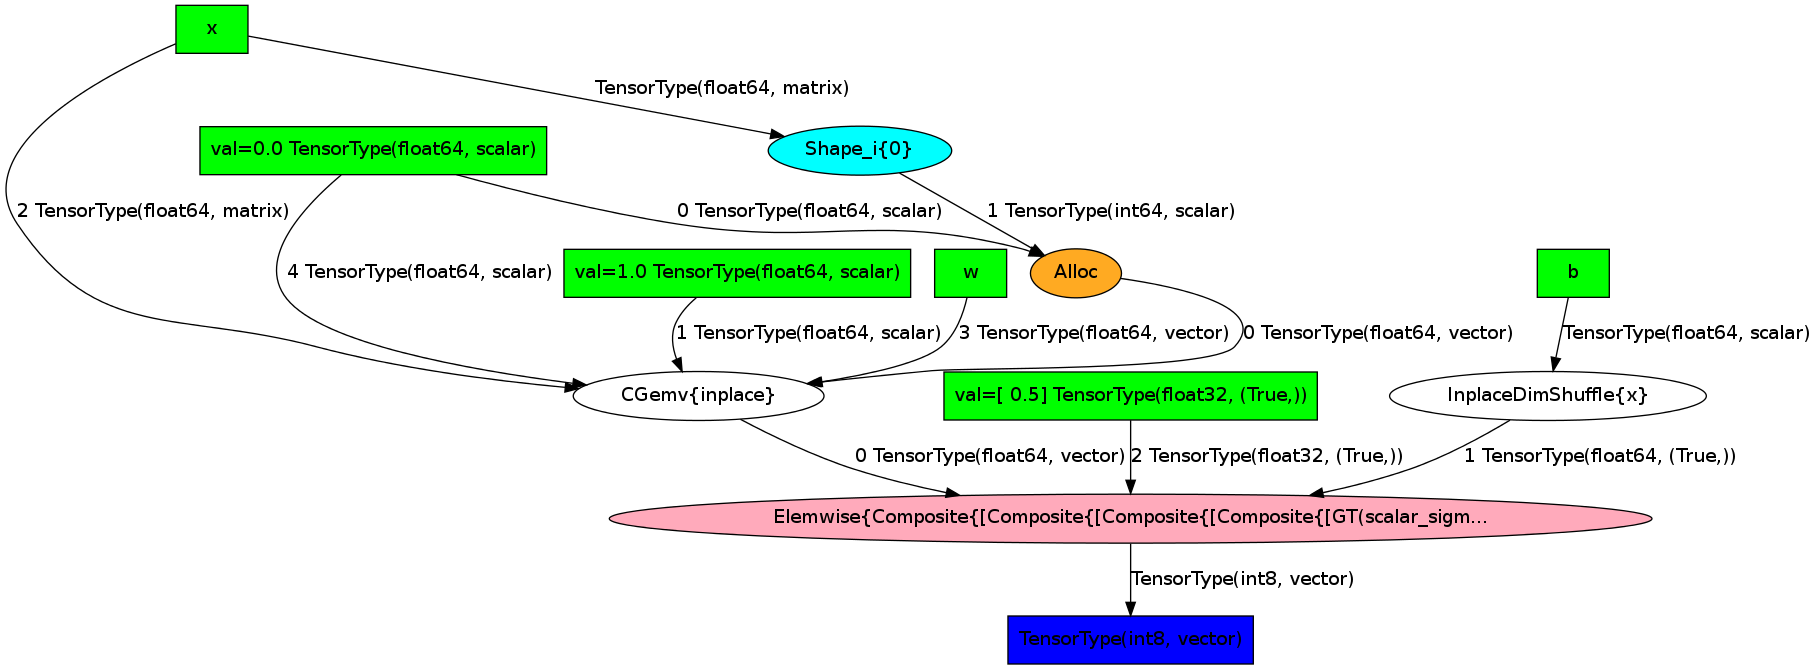 x
TensorType(float64, matrix)
val=0.0 TensorType(float64, scalar)
Shape_i{0}
2 TensorType(float64, matrix)
0 TensorType(float64, scalar)
1 TensorType(int64, scalar)
4 TensorType(float64, scalar)
val=1.0 TensorType(float64, scalar)
w
Alloc
b
1 TensorType(float64, scalar)
3 TensorType(float64, vector)
0 TensorType(float64, vector)
TensorType(float64, scalar)
CGemv{inplace}
val=[ 0.5] TensorType(float32, (True,))
InplaceDimShuffle{x}
0 TensorType(float64, vector)
2 TensorType(float32, (True,))
1 TensorType(float64, (True,))
Elemwise{Composite{[Composite{[Composite{[Composite{[GT(scalar_sigm...
TensorType(int8, vector)
TensorType(int8, vector)